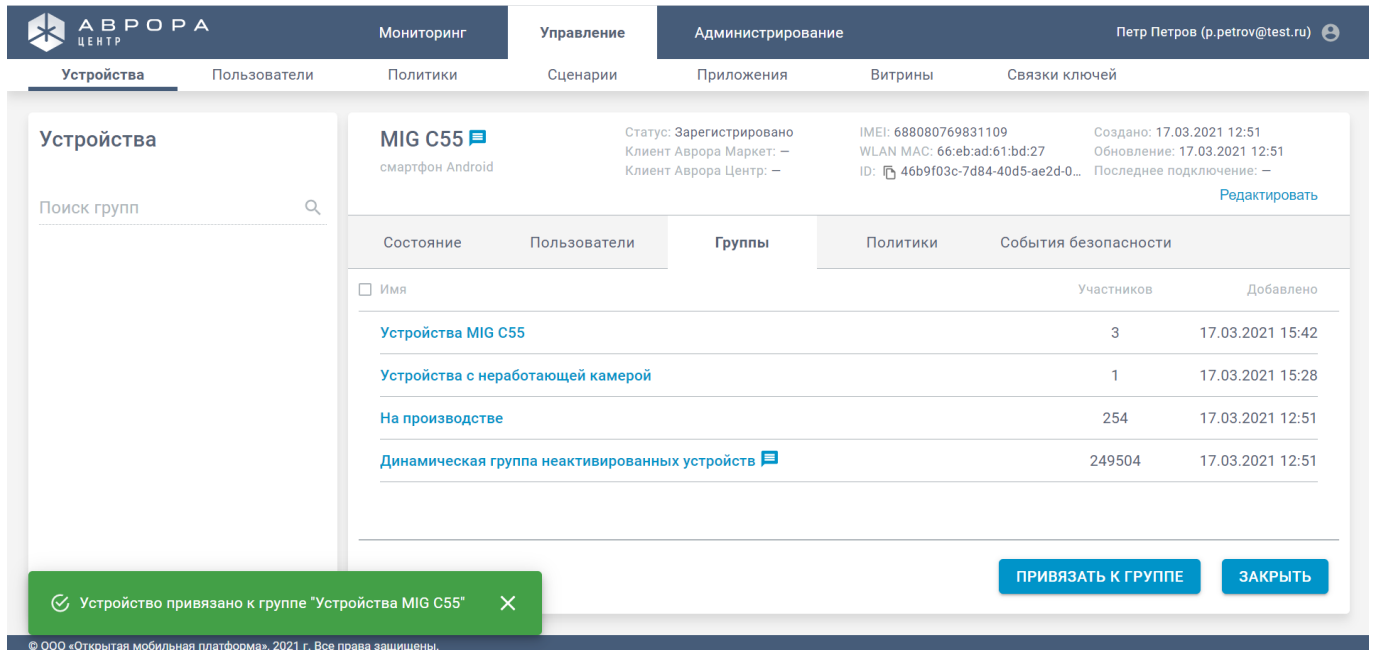 АВРОРА
ЦЕНТР
Мониторинг
Управление
Администрирование
Петр Петров (p.petrov@test.ru)
Устройства
Пользователи
Политики
Сценарии
Приложения
Витрины
Связки ключей
Устройства
Поиск групп
MIG C55
смартфон Android
Статус: Зарегистрировано
Клиент Аврора Маркет: —
Клиент Аврора Центр: —
IMEI: 688080769831109
WLAN MAC: 66:eb:ad:61:bd:27
ID: 46b9f03c-7d84-40d5-ae2d-0...
Создано: 17.03.2021 12:51
Обновление: 17.03.2021 12:51
Последнее подключение: —
Редактировать
Состояние
Пользователи
Группы
Политики
События безопасности
Имя
Участников
Добавлено
Устройства MIG C55 3 17.03.2021 15:42
Устройства с неработающей камерой 1 17.03.2021 15:28
На производстве 254 17.03.2021 12:51
Динамическая группа неактивированных устройств 249504 17.03.2021 12:51
ПРИВЯЗАТЬ К ГРУППЕ
ЗАКРЫТЬ
Устройство привязано к группе "Устройства MIG C55"
© ООО «Открытая мобильная платформа», 2021 г. Все права защищены.